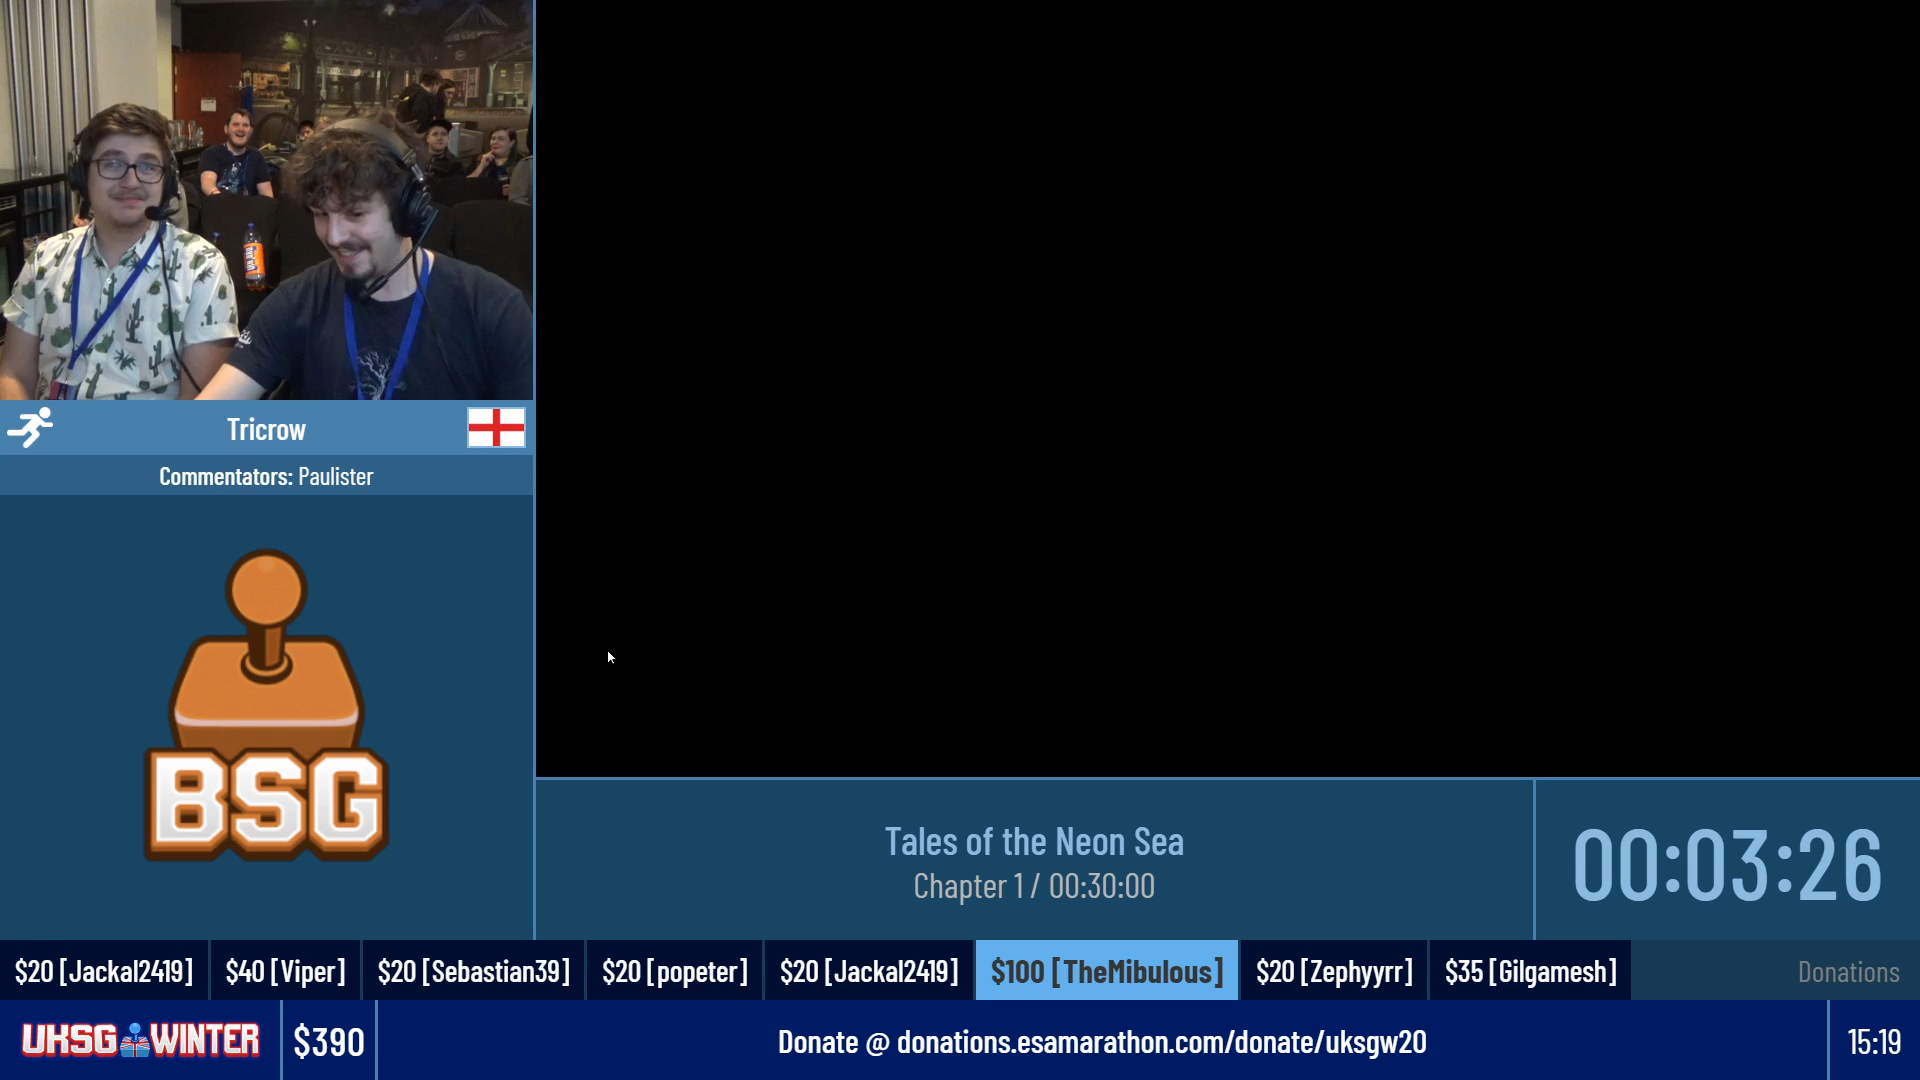 Tricrow
Commentators: Paulister
BSG
Tales of the Neon Sea
Chapter 1 / 00:30:00
00:03:26
$20 [Jackal2419]
$40 [Viper]
$20 [Sebastian39]
$20 [popeter]
$20 [Jackal2419]
$100 [TheMibulous]
$20 [Zephyyrr]
$35 [Gilgamesh]
Donations
UKSG WINTER
$390
Donate @ donations.esamarathon.com/donate/uksgw20
15:19